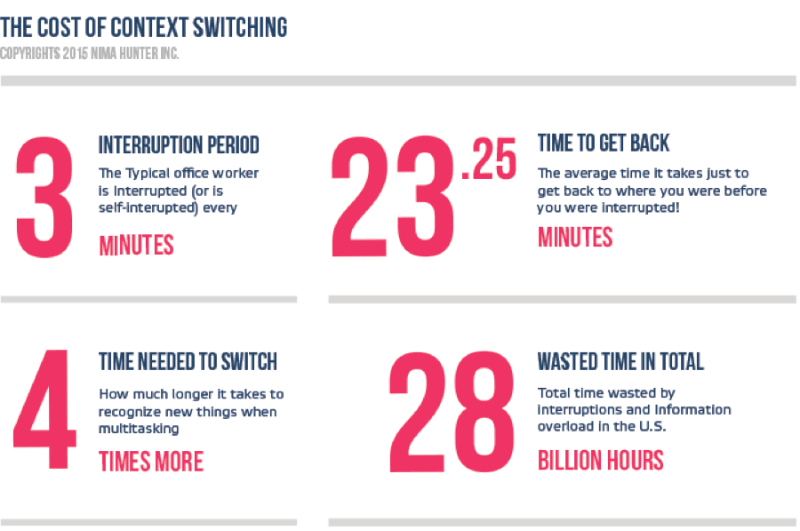 THE COST OF CONTEXT SWITCHING
COPYRIGHTS 2015 NIMA HUNTER INC.
3
INTERRUPTION PERIOD
The Typical office worker
is interrupted (or is
self-interupted) every
MINUTES
23.25
TIME TO GET BACK
The average time it takes just to
get back to where you were before
you were interrupted!
MINUTES
4
TIME NEEDED TO SWITCH
How much longer it takes to
recognize new things when
multitasking
TIMES MORE
28
WASTED TIME IN TOTAL
Total time wasted by
interruptions and Information
overload in the U.S.
BILLION HOURS